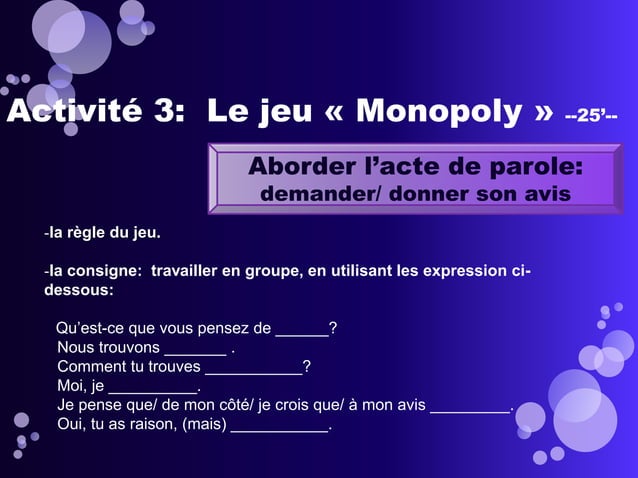 Activité 3:  Le jeu « Monopoly » --25’--
Aborder l’acte de parole:
demander/ donner son avis
-la règle du jeu.
-la consigne:  travailler en groupe, en utilisant les expression ci-
dessous:
Qu’est-ce que vous pensez de ______?
Nous trouvons _______ .
Comment tu trouves ___________?
Moi, je __________.
Je pense que/ de mon côté/ je crois que/ à mon avis _________.
Oui, tu as raison, (mais) ___________.